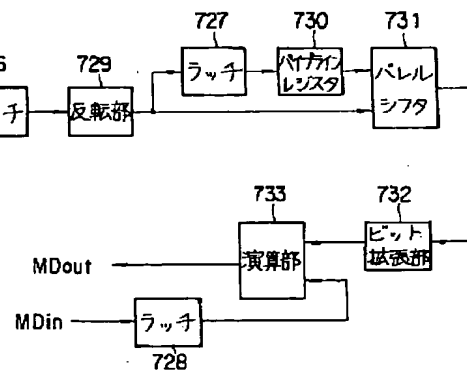 727
730
731
6
729
ラッチ
パイプライン
レジスタ
バレル
シフタ
チ
反転部
733
732
演算部
ビット
拡張部
MDout
MDin
ラッチ
728